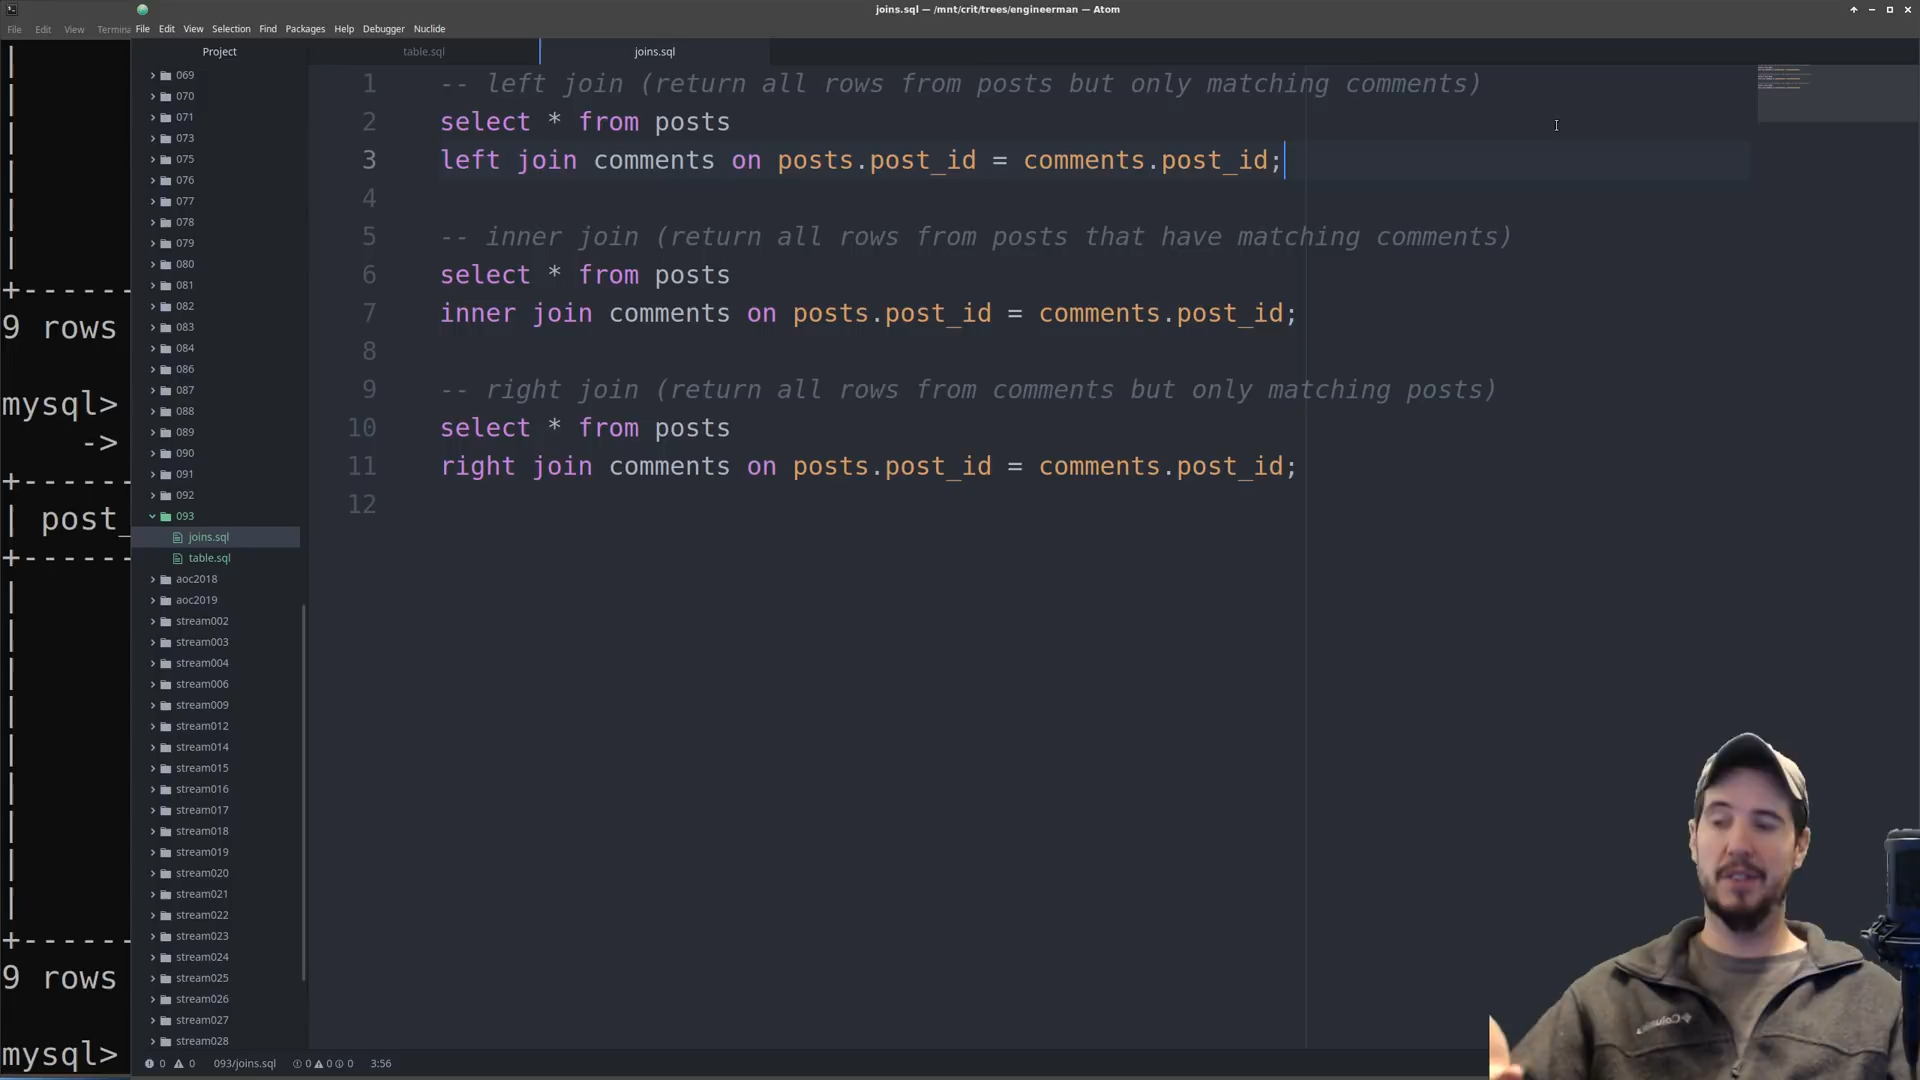 joins.sql — /mnt/crit/trees/engineerman — Atom
File Edit View Termina
File Edit View Selection Find Packages Help Debugger Nuclide
Project
table.sql
joins.sql
069
070
071
073
075
076
077
078
079
080
081
082
083
084
086
087
088
089
090
091
092
093
joins.sql
table.sql
aoc2018
aoc2019
stream002
stream003
stream004
stream006
stream009
stream012
stream014
stream015
stream016
stream017
stream018
stream019
stream020
stream021
stream022
stream023
stream024
stream025
stream026
stream027
stream028
1 -- left join (return all rows from posts but only matching comments)
2 select * from posts
3 left join comments on posts.post_id = comments.post_id;
4
5 -- inner join (return all rows from posts that have matching comments)
6 select * from posts
7 inner join comments on posts.post_id = comments.post_id;
8
9 -- right join (return all rows from comments but only matching posts)
10 select * from posts
11 right join comments on posts.post_id = comments.post_id;
12
|
|
|
|
|
|
+------
9 rows
mysql>
->
+------
| post_
+------
|
|
|
|
|
|
|
|
|
+------
9 rows
mysql>
0 0 093/joins.sql 0 0 0 3:56
Columbia